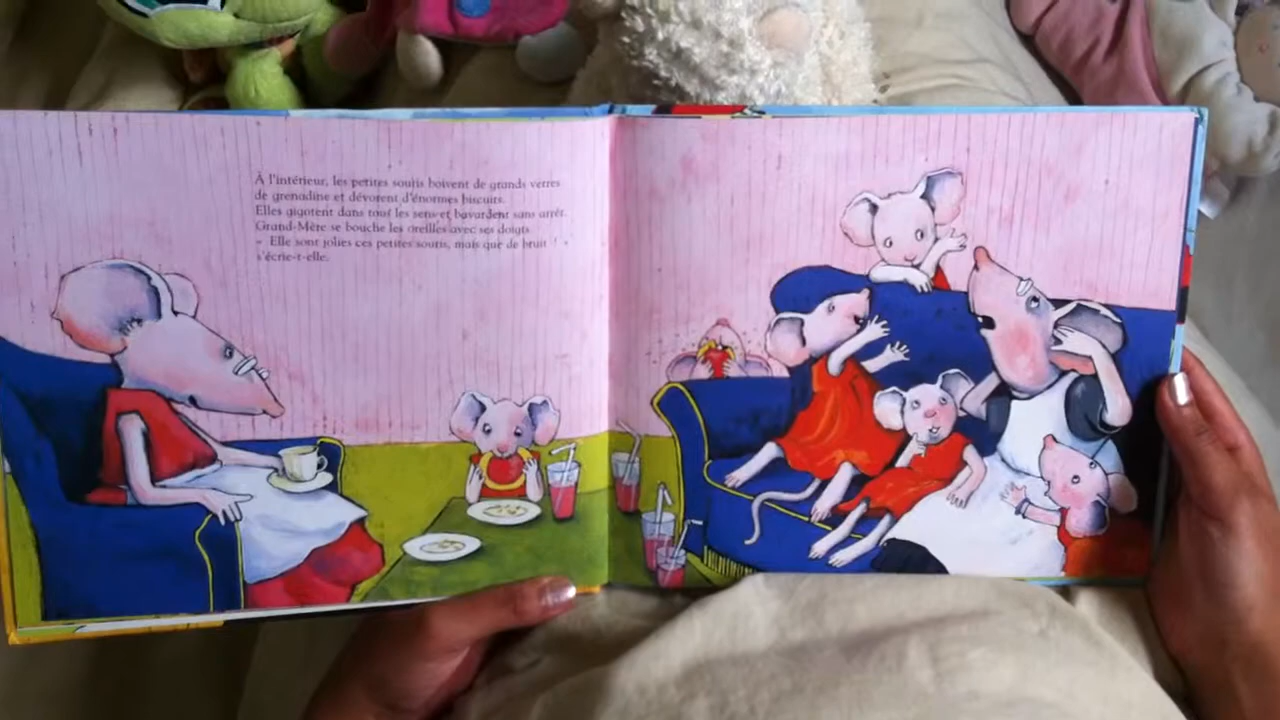 À l'intérieur, les petites souris boivent de grands verres
de grenadine et dévorent d'énormes biscuits.
Elles gigotent dans tous les sens et bavardent sans arrêt.
Grand-Mère se bouche les oreilles avec ses doigts.
« Elle sont jolies ces petites souris, mais que de bruit ! »
s'écrie-t-elle.